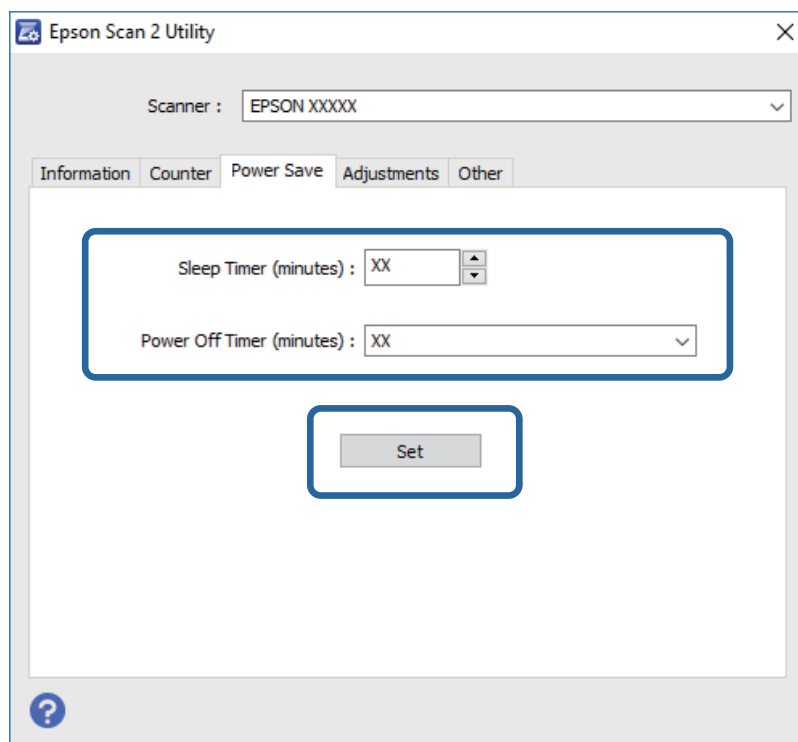 Epson Scan 2 Utility
Scanner : EPSON XXXXX
Information Counter Power Save Adjustments Other
Sleep Timer (minutes) : XX
Power Off Timer (minutes) : XX
Set
?